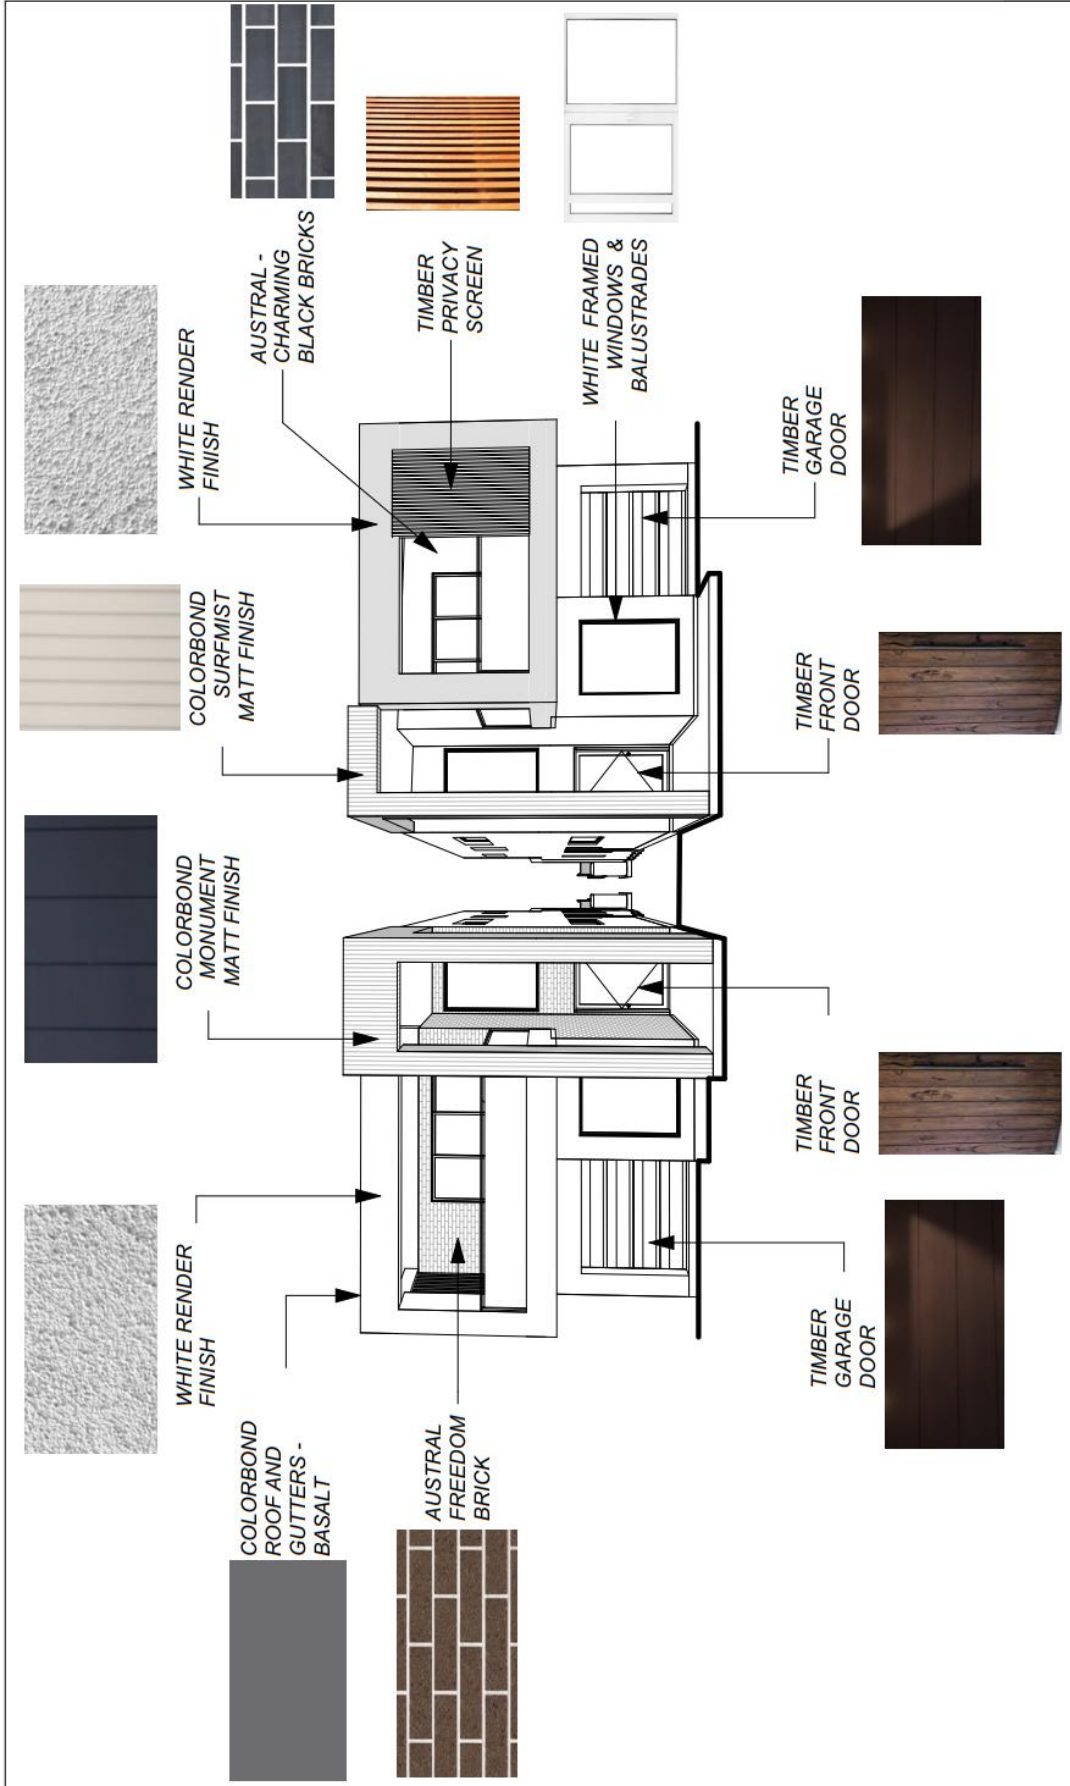 COLORBOND
ROOF AND
GUTTERS -
BASALT
WHITE RENDER
FINISH
COLORBOND
MONUMENT
MATT FINISH
COLORBOND
SURFMIST
MATT FINISH
WHITE RENDER
FINISH
AUSTRAL -
CHARMING
BLACK BRICKS
AUSTRAL
FREEDOM
BRICK
TIMBER
PRIVACY
SCREEN
WHITE FRAMED
WINDOWS &
BALUSTRADES
TIMBER
GARAGE
DOOR
TIMBER
FRONT
DOOR
TIMBER
FRONT
DOOR
TIMBER
GARAGE
DOOR